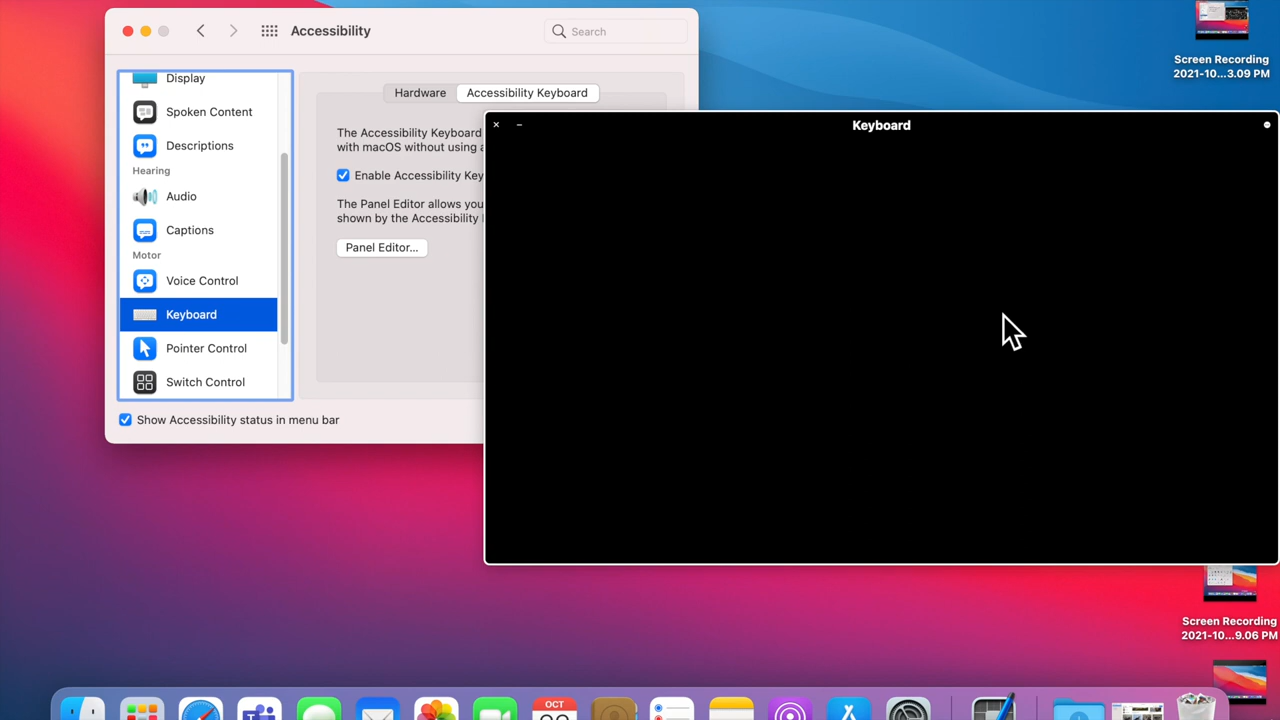 Accessibility
Search
Display
Spoken Content
Descriptions
Hearing
Audio
Captions
Motor
Voice Control
Keyboard
Pointer Control
Switch Control
Show Accessibility status in menu bar
Hardware
Accessibility Keyboard
The Accessibility Keyboard
with macOS without using a
Enable Accessibility Key
The Panel Editor allows you
shown by the Accessibility
Panel Editor...
Keyboard
Screen Recording
2021-10...3.09 PM
Screen Recording
2021-10...9.06 PM
OCT